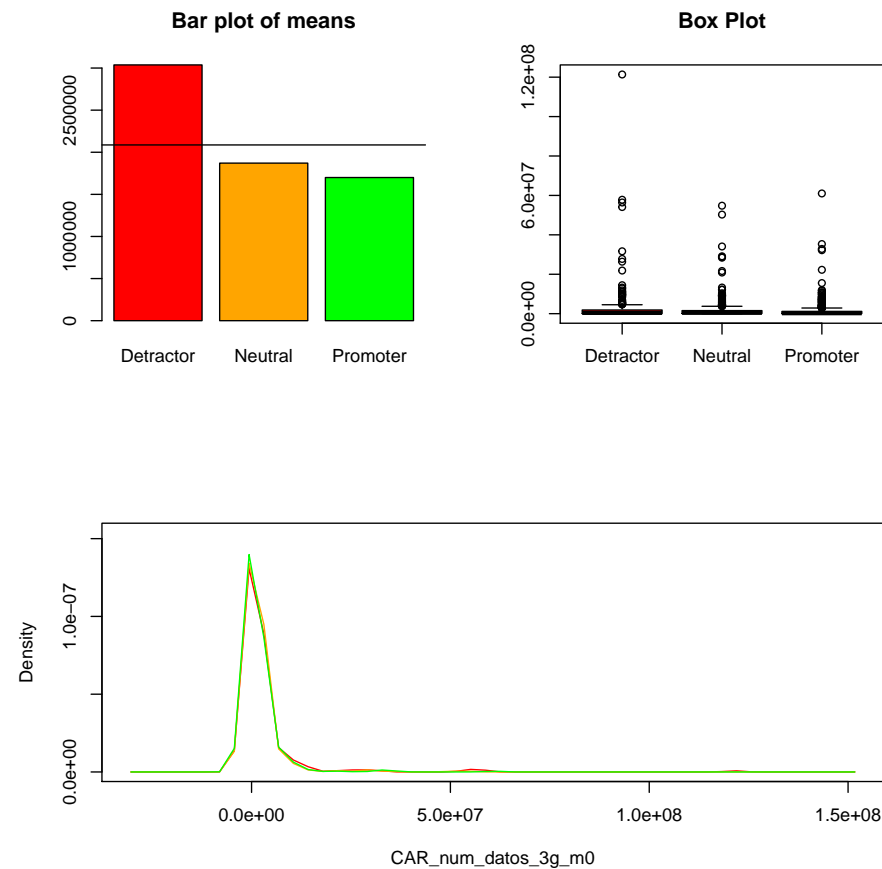 Bar plot of means
2500000
1000000
0
Detractor Neutral Promoter
Box Plot
1.2e+08
6.0e+07
0.0e+00
Detractor Neutral Promoter
Density
1.0e−07
0.0e+00
0.0e+00 5.0e+07 1.0e+08 1.5e+08
CAR_num_datos_3g_m0